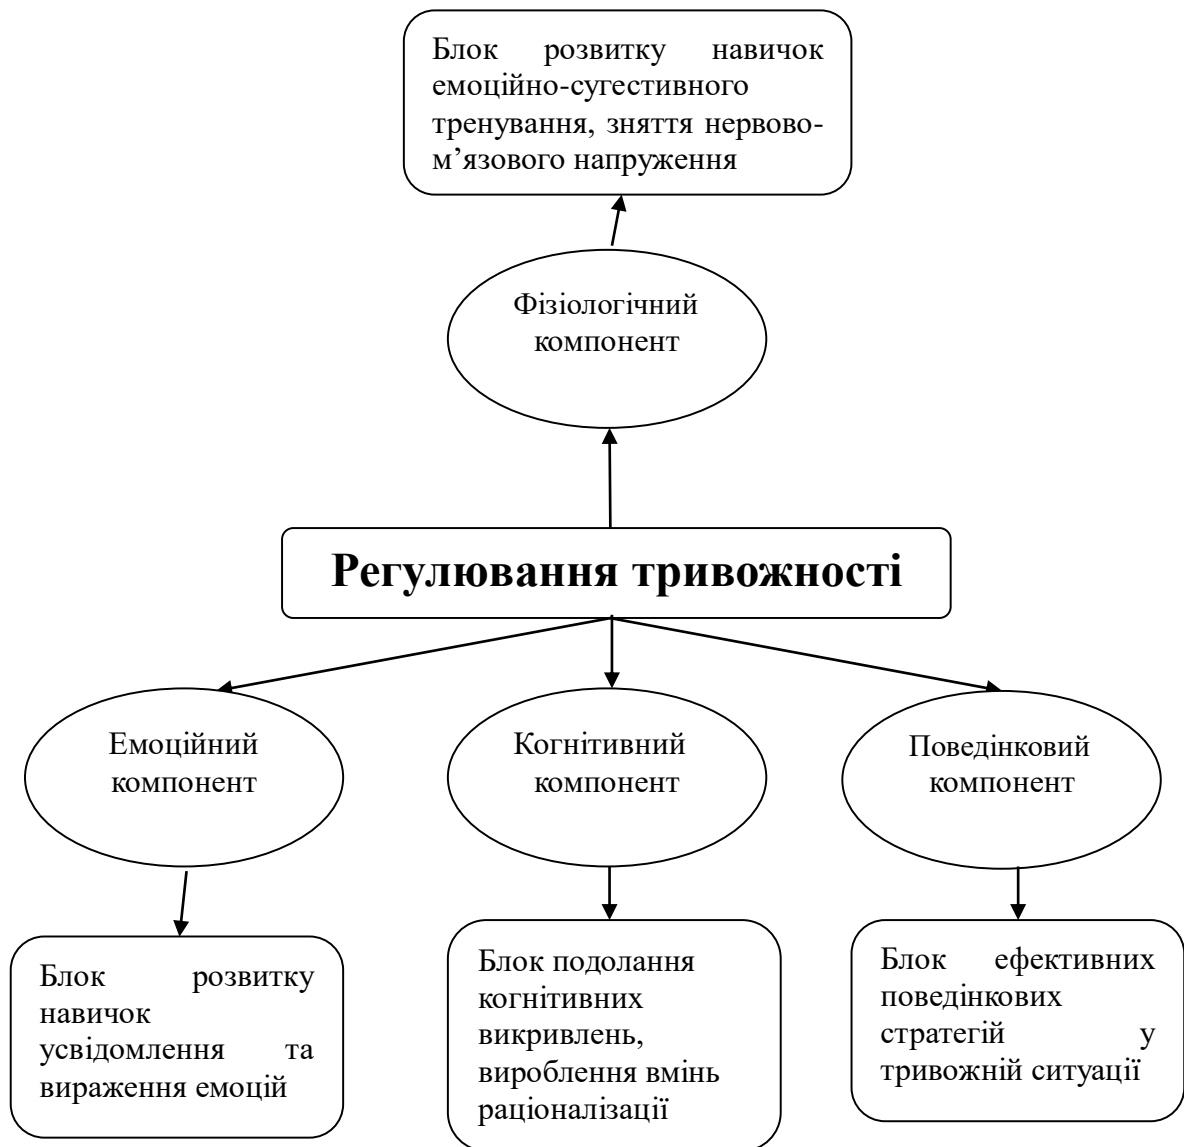 Блок розвитку навичок
емоційно-сугестивного
тренування, зняття нервово-
м’язового напруження
Фізіологічний
компонент
Регулювання тривожності
Емоційний
компонент
Когнітивний
компонент
Поведінковий
компонент
Блок розвитку
навичок
усвідомлення та
вираження емоцій
Блок подолання
когнітивних
викривлень,
вироблення вмінь
раціоналізації
Блок ефективних
поведінкових
стратегій у
тривожній ситуації